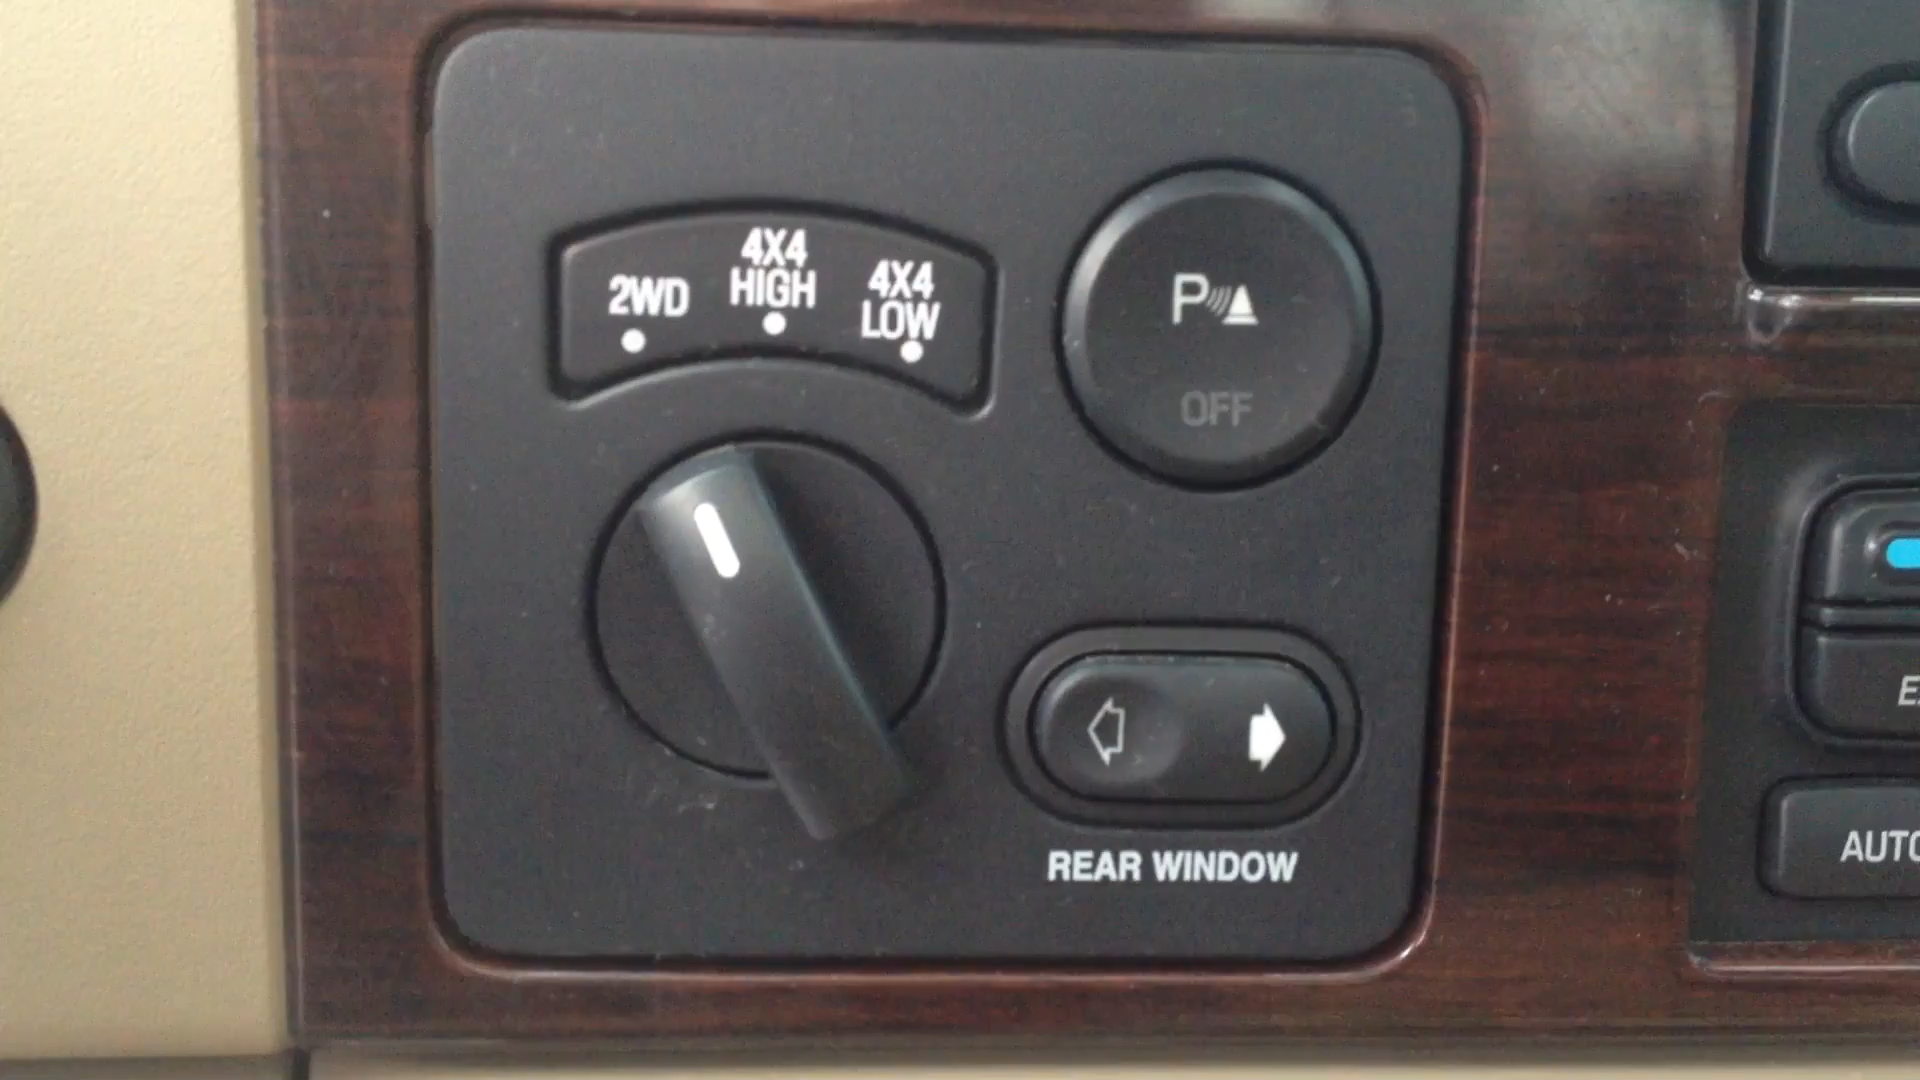 2WD
4X4
HIGH
4X4
LOW
P
OFF
REAR WINDOW
AUTO